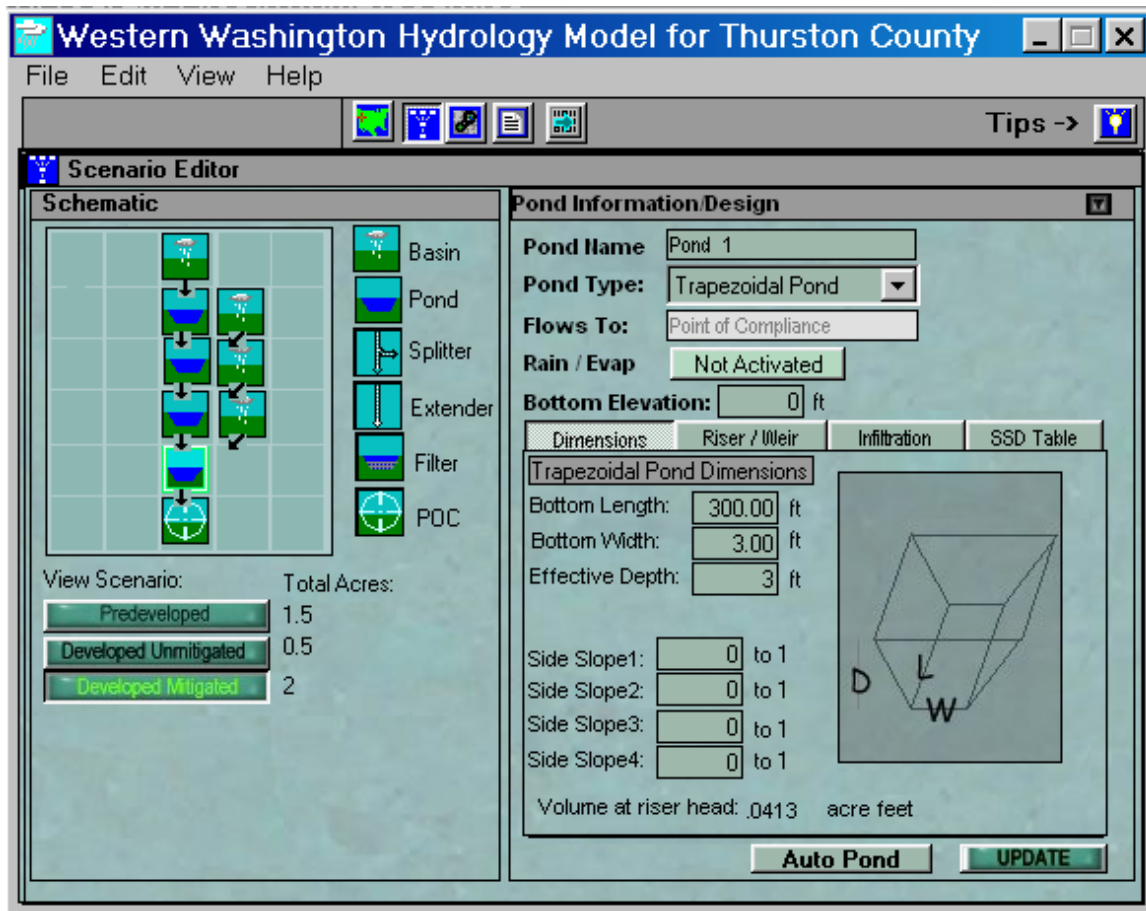 Western Washington Hydrology Model for Thurston County
File Edit View Help
Tips ->
Scenario Editor
Schematic
Basin
Pond
Splitter
Extender
Filter
POC
View Scenario: Total Acres:
Predeveloped 1.5
Developed Unmitigated 0.5
Developed Mitigated 2
Pond Information/Design
Pond Name Pond 1
Pond Type: Trapezoidal Pond
Flows To: Point of Compliance
Rain / Evap Not Activated
Bottom Elevation: 0 ft
Dimensions Riser / Weir Infiltration SSD Table
Trapezoidal Pond Dimensions
Bottom Length: 300.00 ft
Bottom Width: 3.00 ft
Effective Depth: 3 ft
Side Slope1: 0 to 1
Side Slope2: 0 to 1
Side Slope3: 0 to 1
Side Slope4: 0 to 1
D L W
Volume at riser head: .0413 acre feet
Auto Pond UPDATE